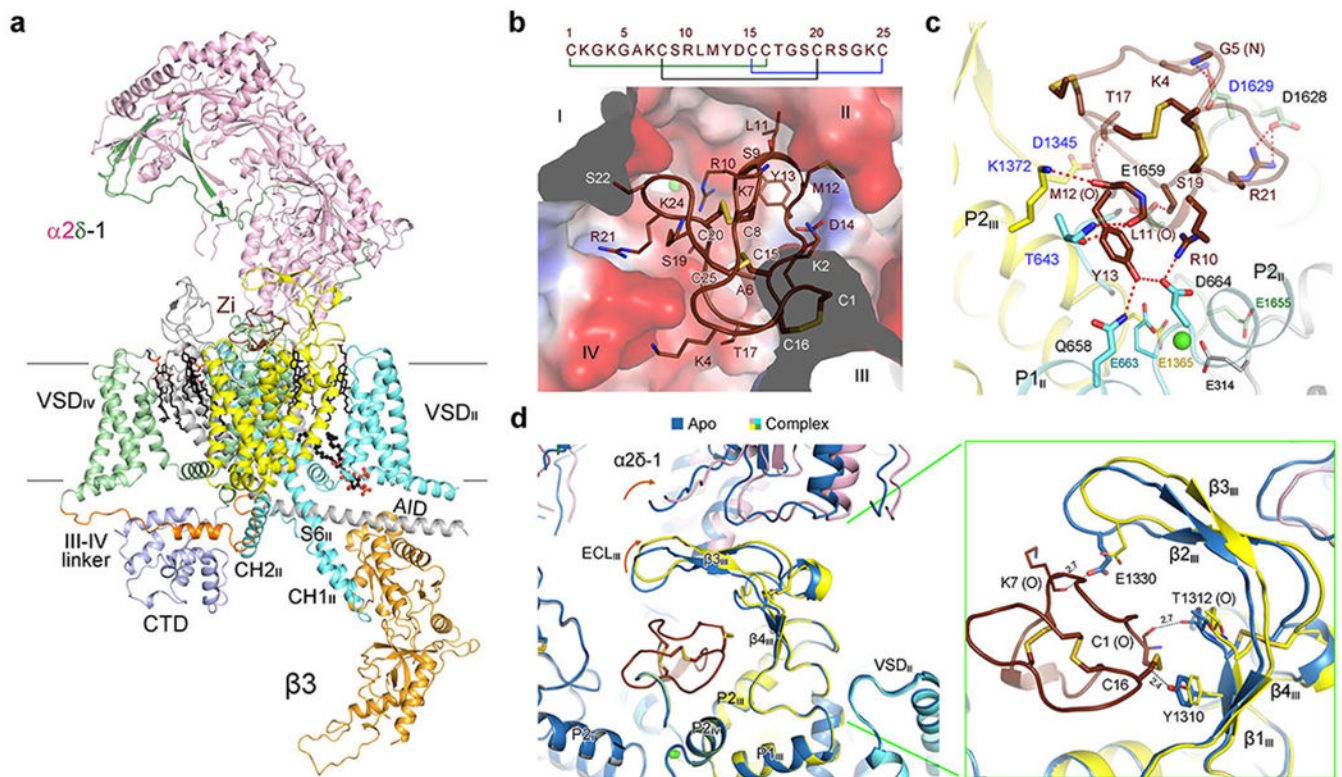 a
α2δ-1
Zi
VSDIV
VSDII
AID
III-IV
linker
S6II
CH2II
CH1II
CTD
β3
b
1 5 10 15 20 25
CKGKGAKCSRLMYDCCTGSCRSGKC
I
II
L11
S9
R10
Y13
S22
K7
M12
K24
C20
C8
D14
R21
C15
S19
K2
C25
A6
C1
C16
IV
K4
T17
III
c
G5 (N)
K4
D1629
D1628
T17
D1345
K1372
E1659
S19
M12 (O)
R21
P2III
L11 (O)
T643
R10
Y13
P2II
D664
E1655
Q658
E663
E1365
P1II
E314
d
Apo
Complex
α2δ-1
ECLIII
β3III
β4III
VSDII
P2III
P2IV
P1III
β3III
β2III
2.7
E1330
K7 (O)
T1312 (O)
2.7
C1 (O)
C16
2.4
β4III
Y1310
β1III